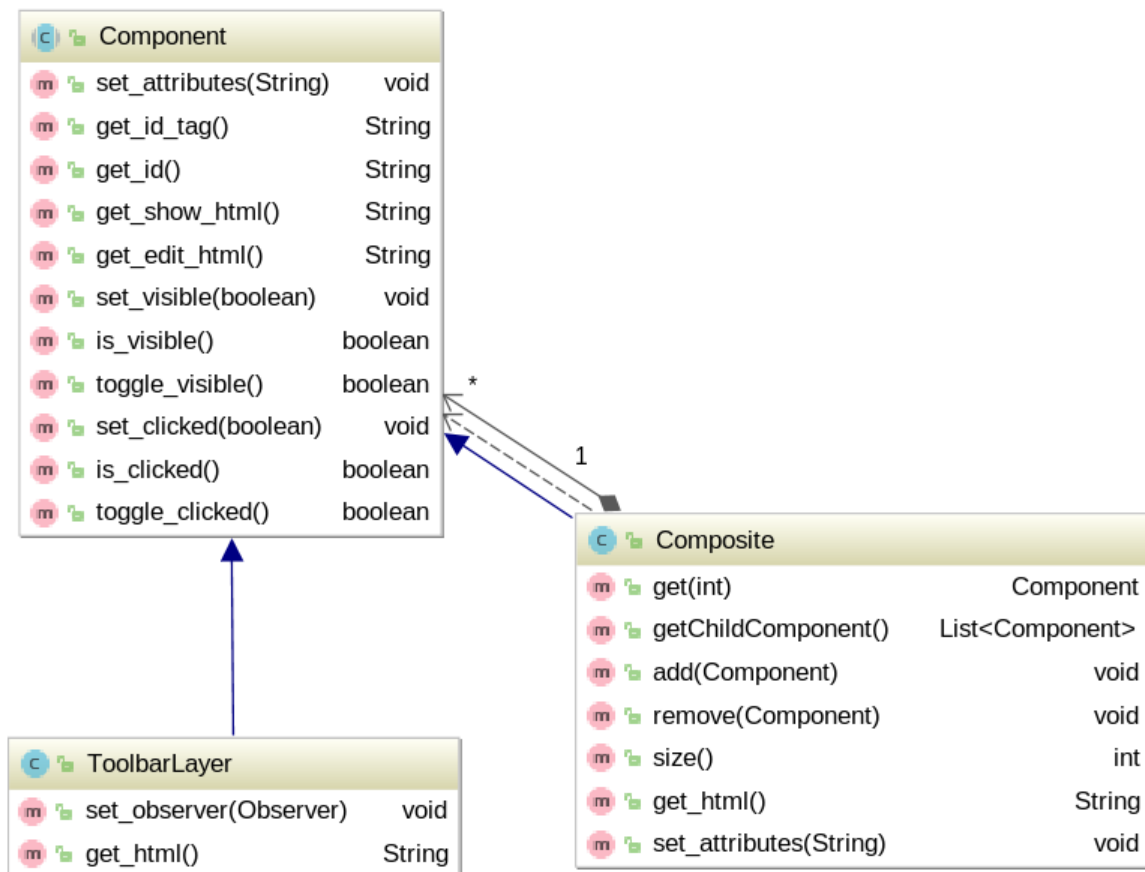 Component
set_attributes(String) void
get_id_tag() String
get_id() String
get_show_html() String
get_edit_html() String
set_visible(boolean) void
is_visible() boolean
toggle_visible() boolean
set_clicked(boolean) void
is_clicked() boolean
toggle_clicked() boolean
*
1
Composite
get(int) Component
getChildComponent() List<Component>
add(Component) void
remove(Component) void
size() int
get_html() String
set_attributes(String) void
ToolbarLayer
set_observer(Observer) void
get_html() String